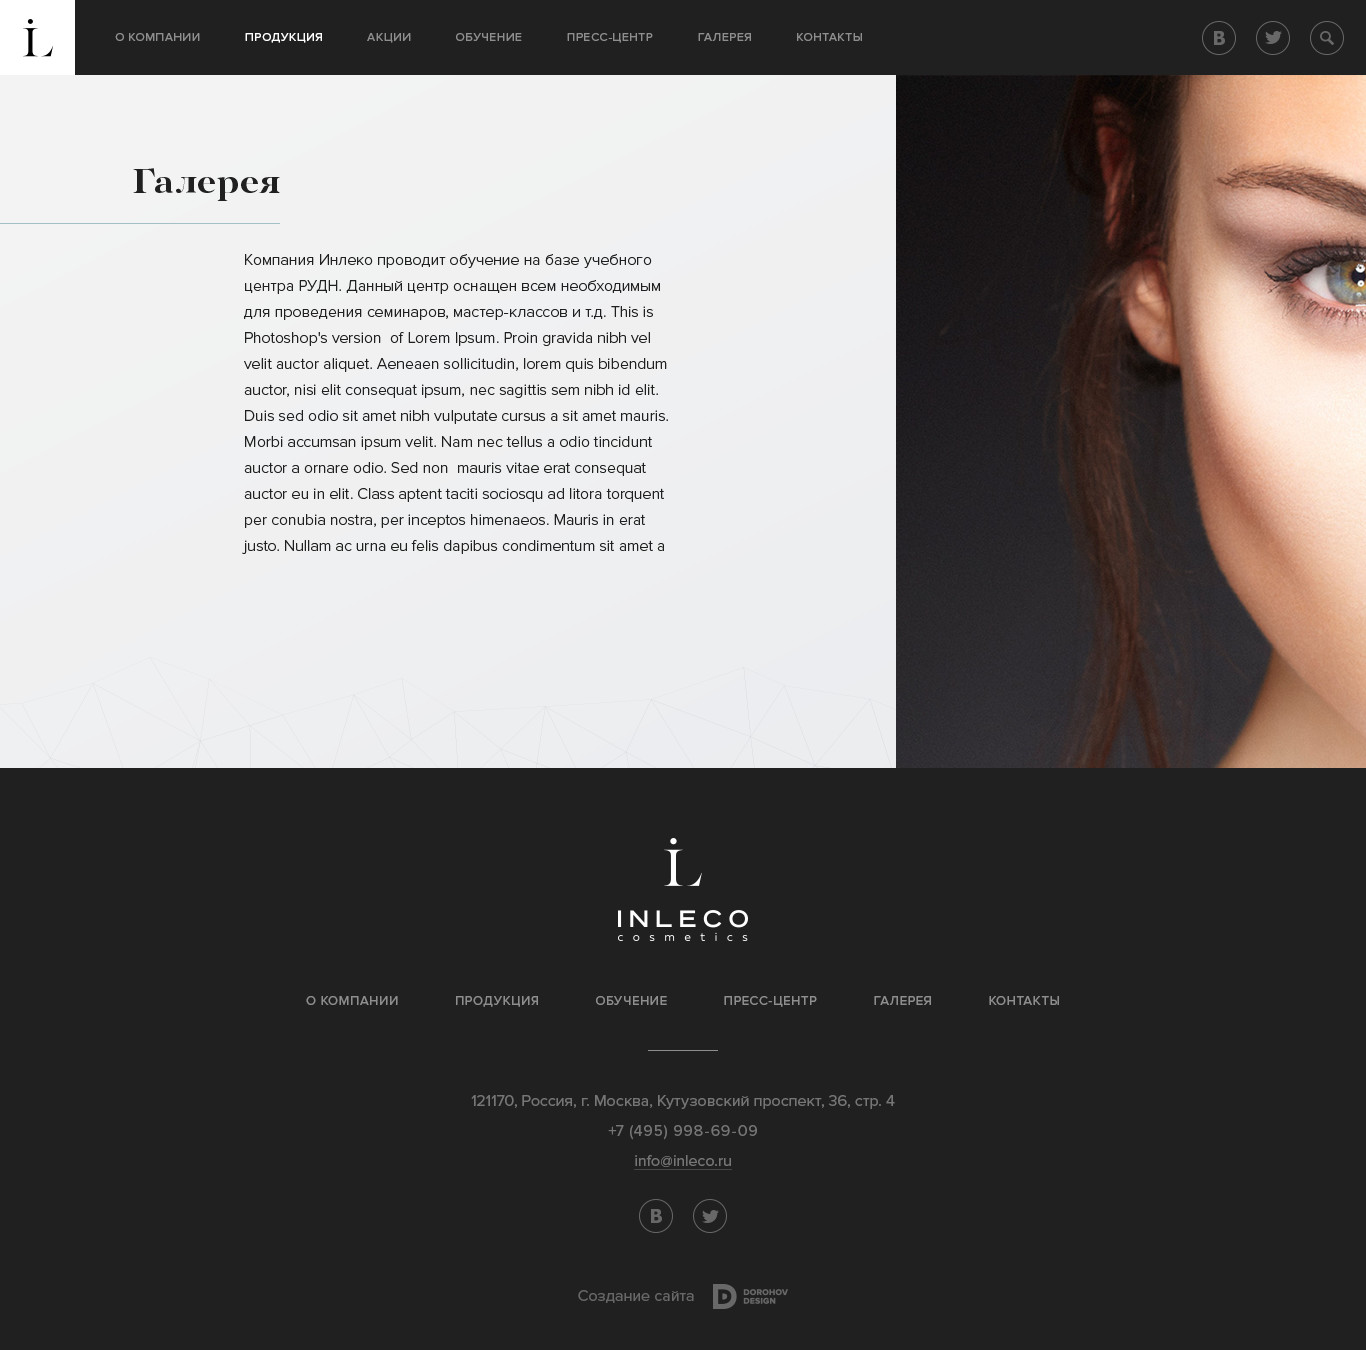 iL
О КОМПАНИИ ПРОДУКЦИЯ АКЦИИ ОБУЧЕНИЕ ПРЕСС-ЦЕНТР ГАЛЕРЕЯ КОНТАКТЫ B
Галерея
Компания Инлеко проводит обучение на базе учебного
центра РУДН. Данный центр оснащен всем необходимым
для проведения семинаров, мастер-классов и т.д. This is
Photoshop's version  of Lorem Ipsum. Proin gravida nibh vel
velit auctor aliquet. Aeneaen sollicitudin, lorem quis bibendum
auctor, nisi elit consequat ipsum, nec sagittis sem nibh id elit.
Duis sed odio sit amet nibh vulputate cursus a sit amet mauris.
Morbi accumsan ipsum velit. Nam nec tellus a odio tincidunt
auctor a ornare odio. Sed non  mauris vitae erat consequat
auctor eu in elit. Class aptent taciti sociosqu ad litora torquent
per conubia nostra, per inceptos himenaeos. Mauris in erat
justo. Nullam ac urna eu felis dapibus condimentum sit amet a
iL
INLECO
cosmetics
О КОМПАНИИ ПРОДУКЦИЯ ОБУЧЕНИЕ ПРЕСС-ЦЕНТР ГАЛЕРЕЯ КОНТАКТЫ
121170, Россия, г. Москва, Кутузовский проспект, 36, стр. 4
+7 (495) 998-69-09
info@inleco.ru
B
Создание сайта D DOROHOV
DESIGN